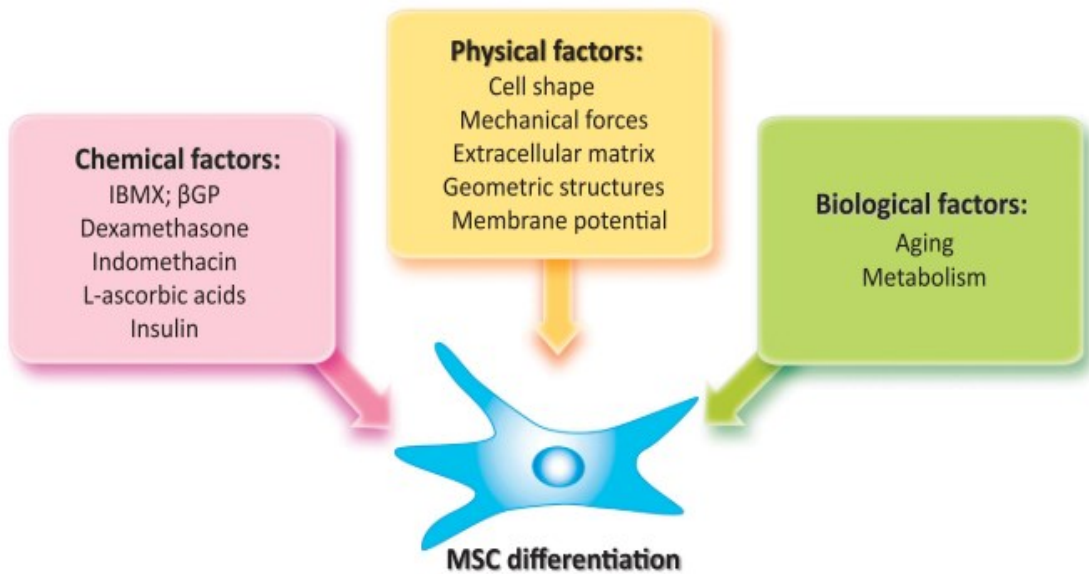 Chemical factors:
IBMX; βGP
Dexamethasone
Indomethacin
L-ascorbic acids
Insulin
Physical factors:
Cell shape
Mechanical forces
Extracellular matrix
Geometric structures
Membrane potential
Biological factors:
Aging
Metabolism
MSC differentiation